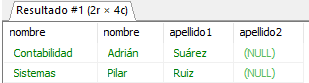 Resultado #1 (2r × 4c)
nombre nombre apellido1 apellido2
Contabilidad Adrián Suárez (NULL)
Sistemas Pilar Ruiz (NULL)